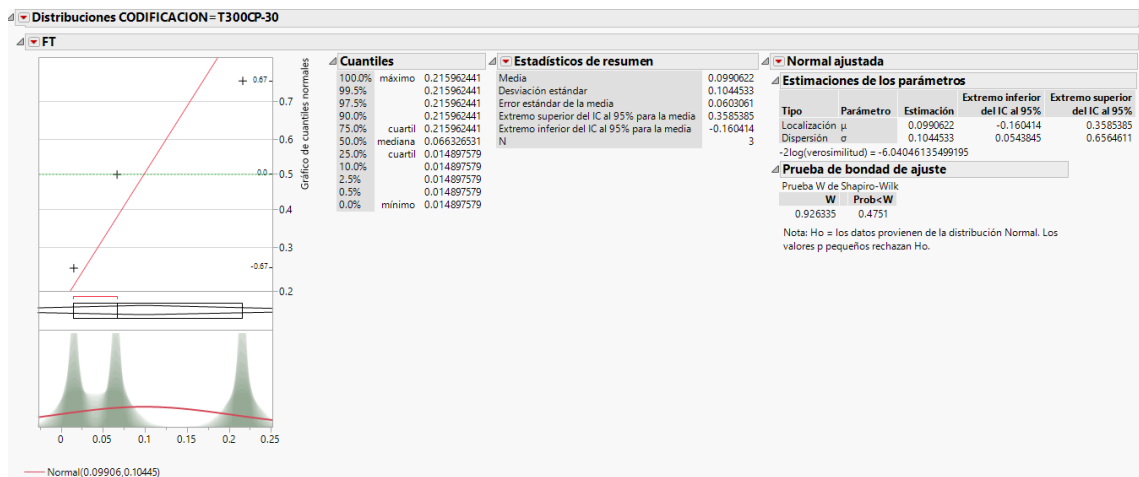 Distribuciones CODIFICACION=T300CP-30
FT
0.67
0.0
-0.67
0.7
0.6
0.5
0.4
0.3
0.2
Gráfico de cuantiles normales
0 0.05 0.1 0.15 0.2 0.25
Normal(0.09906,0.10445)
Cuantiles
100.0% máximo 0.215962441
99.5% 0.215962441
97.5% 0.215962441
90.0% 0.215962441
75.0% cuartil 0.215962441
50.0% mediana 0.066326531
25.0% cuartil 0.014897579
10.0% 0.014897579
2.5% 0.014897579
0.5% 0.014897579
0.0% mínimo 0.014897579
Estadísticos de resumen
Media 0.0990622
Desviación estándar 0.1044533
Error estándar de la media 0.0603061
Extremo superior del IC al 95% para la media 0.3585385
Extremo inferior del IC al 95% para la media -0.160414
N 3
Normal ajustada
Estimaciones de los parámetros
Tipo Parámetro Estimación Extremo inferior del IC al 95% Extremo superior del IC al 95%
Localización μ 0.0990622 -0.160414 0.3585385
Dispersión σ 0.1044533 0.0543845 0.6564611
-2log(verosimilitud) = -6.04046135499195
Prueba de bondad de ajuste
Prueba W de Shapiro-Wilk
W Prob<W
0.926335 0.4751
Nota: Ho = los datos provienen de la distribución Normal. Los
valores p pequeños rechazan Ho.